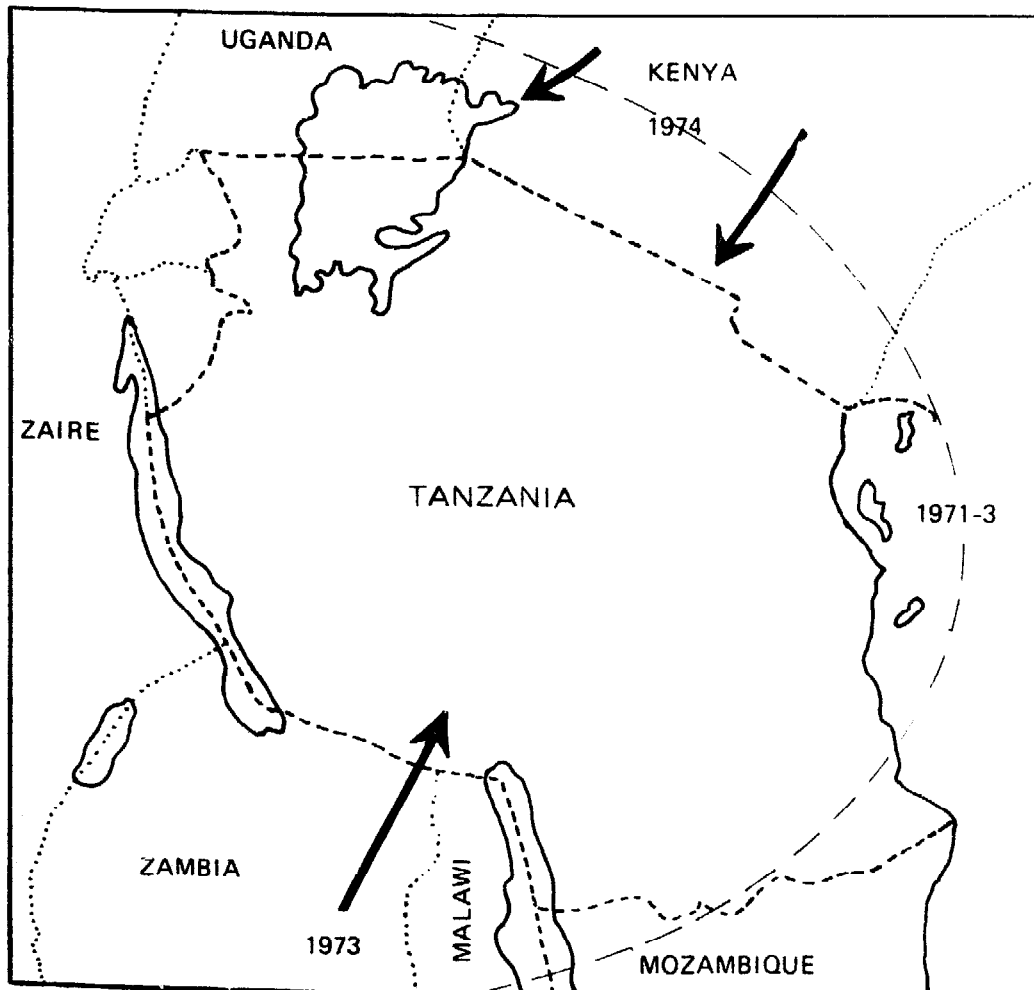 UGANDA
KENYA
1974
ZAIRE
TANZANIA
1971-3
ZAMBIA
1973
MALAWI
MOZAMBIQUE